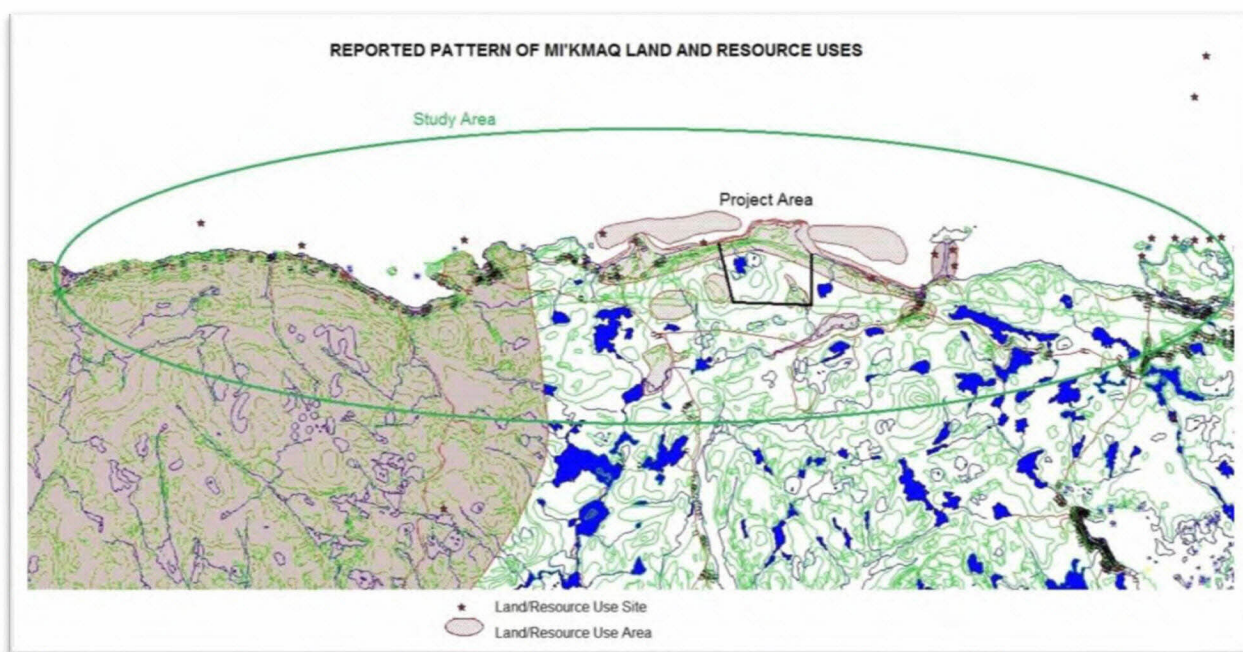 REPORTED PATTERN OF MI'KMAQ LAND AND RESOURCE USES
Study Area
Project Area
Land/Resource Use Site
Land/Resource Use Area